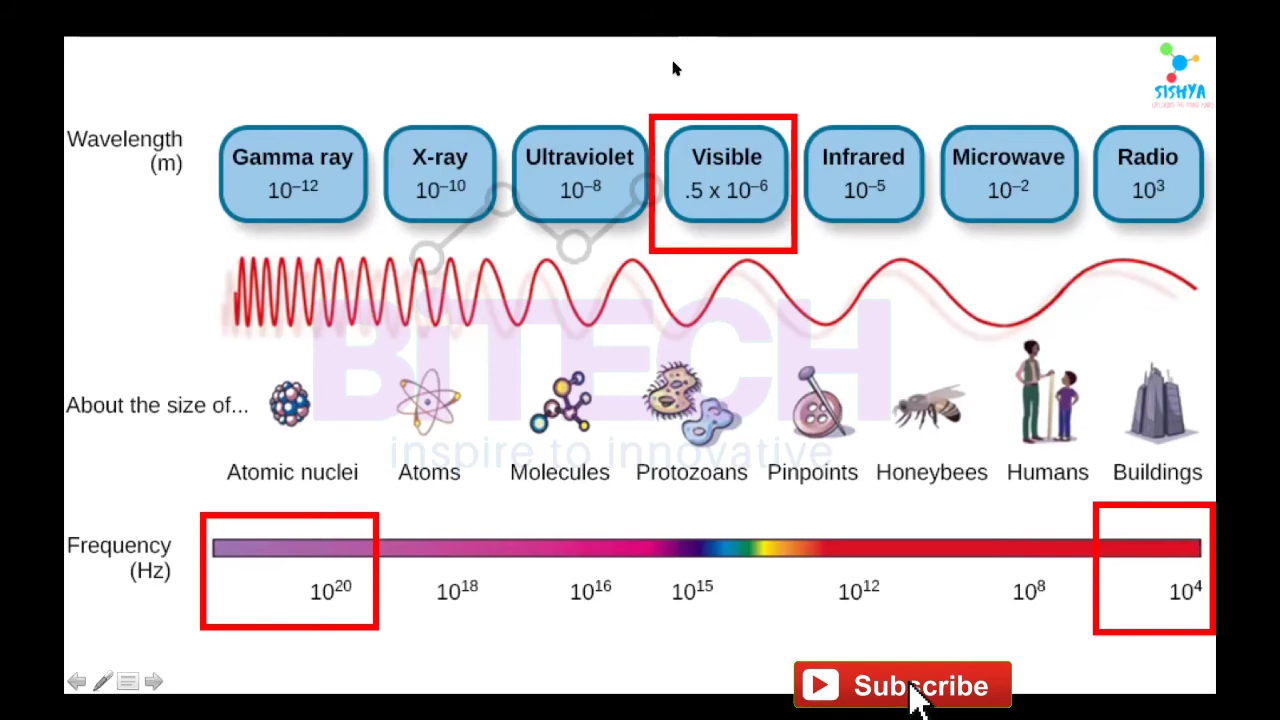 SISHYA
Wavelength
(m)
Gamma ray X-ray Ultraviolet Visible Infrared Microwave Radio
10⁻¹² 10⁻¹⁰ 10⁻⁸ .5 x 10⁻⁶ 10⁻⁵ 10⁻² 10³
BiTECH
About the size of...
inspire to innovative
Atomic nuclei Atoms Molecules Protozoans Pinpoints Honeybees Humans Buildings
Frequency
(Hz)
10²⁰ 10¹⁸ 10¹⁶ 10¹⁵ 10¹² 10⁸ 10⁴
Subscribe